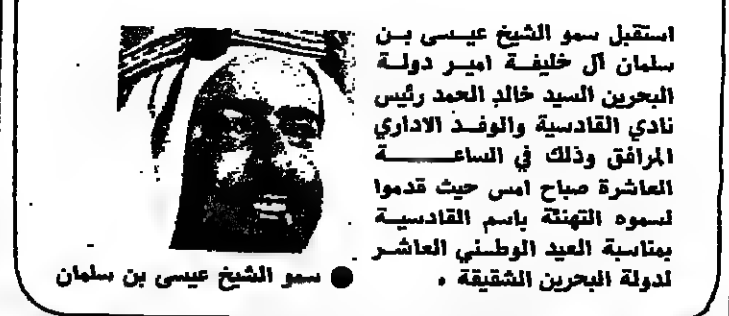 استقبل سمو الشيخ عيسى بن
سلمان آل خليفة امير دولة
البحرين السيد خالد الحمد رئيس
نادي القادسية والوفد الاداري
المرافق وذلك في الساعة
العاشرة صباح امس حيث قدموا
لسموه التهنئة باسم القادسية
بمناسبة العيد الوطني العاشر
لدولة البحرين الشقيقة .
● سمو الشيخ عيسى بن سلمان